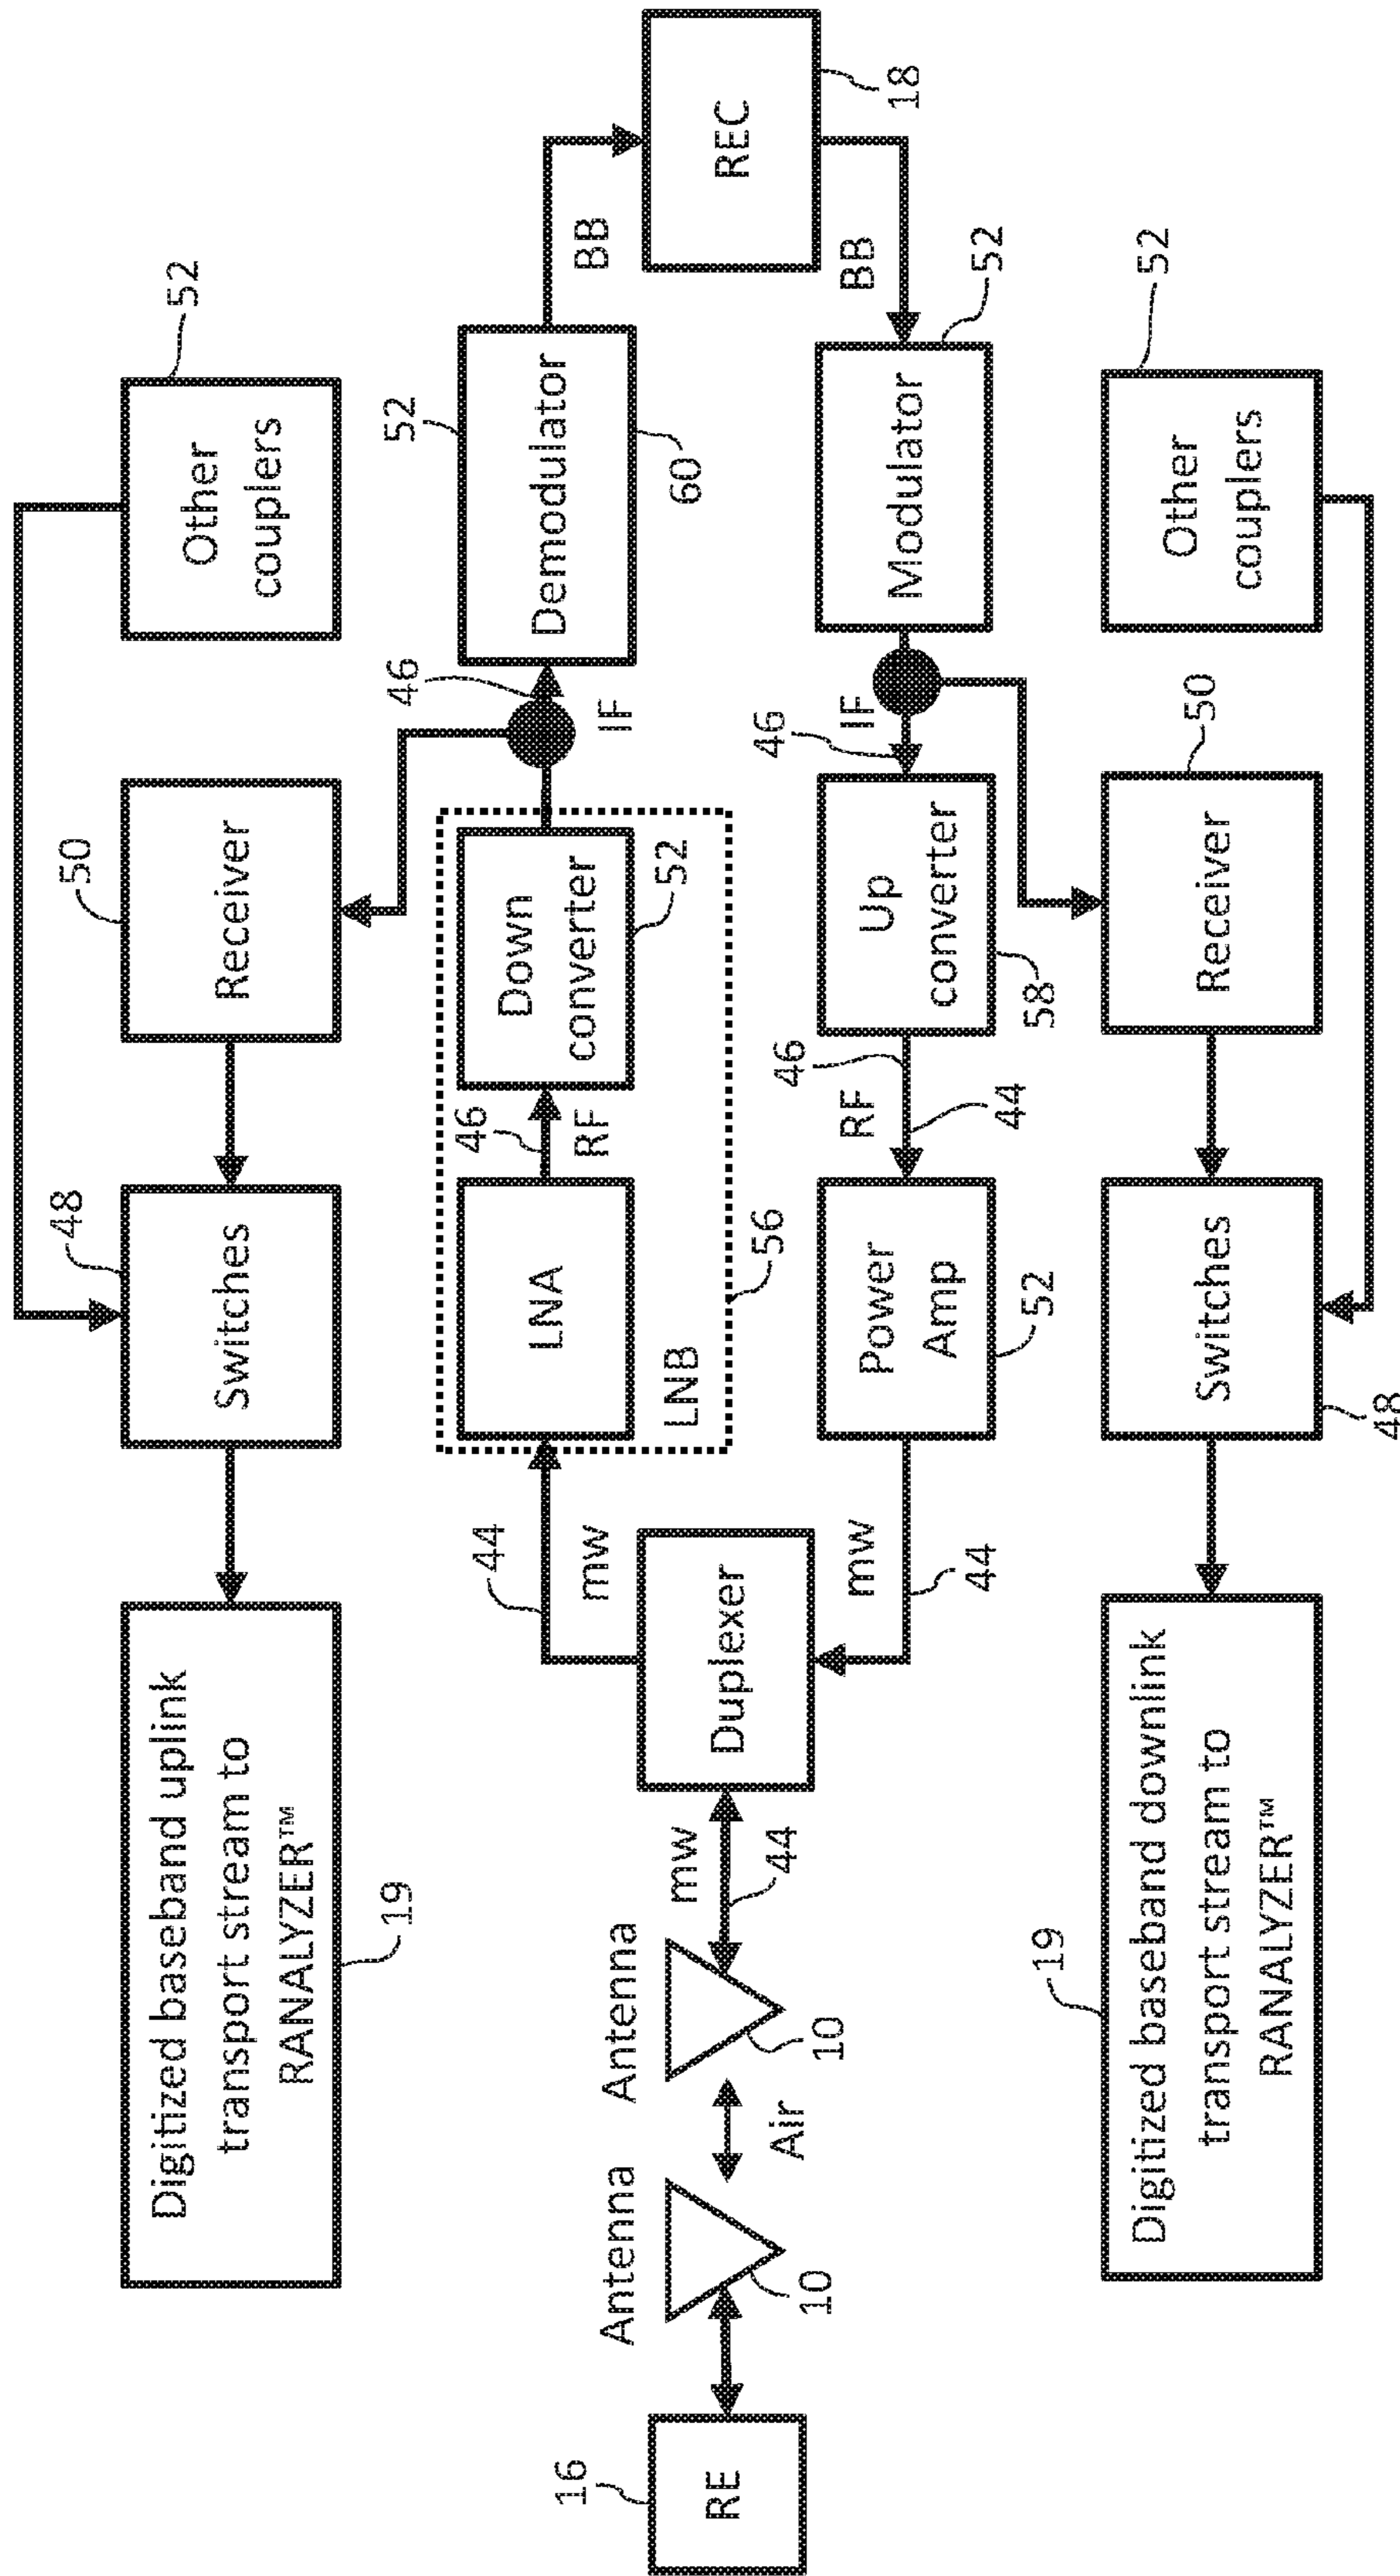 52
Other
couplers
50
Receiver
48
Switches
Digitized baseband uplink
transport stream to
RANALYZER™
19
BB
52
Demodulator
60
46
IF
Down
converter
52
46
RF
LNA
LNB
56
44
mw
REC
18
Duplexer
mw
44
Antenna
10
Air
Antenna
10
16
RE
BB
Modulator
52
IF
46
Up
converter
58
46
RF
44
Power
Amp
52
mw
44
52
Other
couplers
50
Receiver
Switches
48
Digitized baseband downlink
transport stream to
RANALYZER™
19